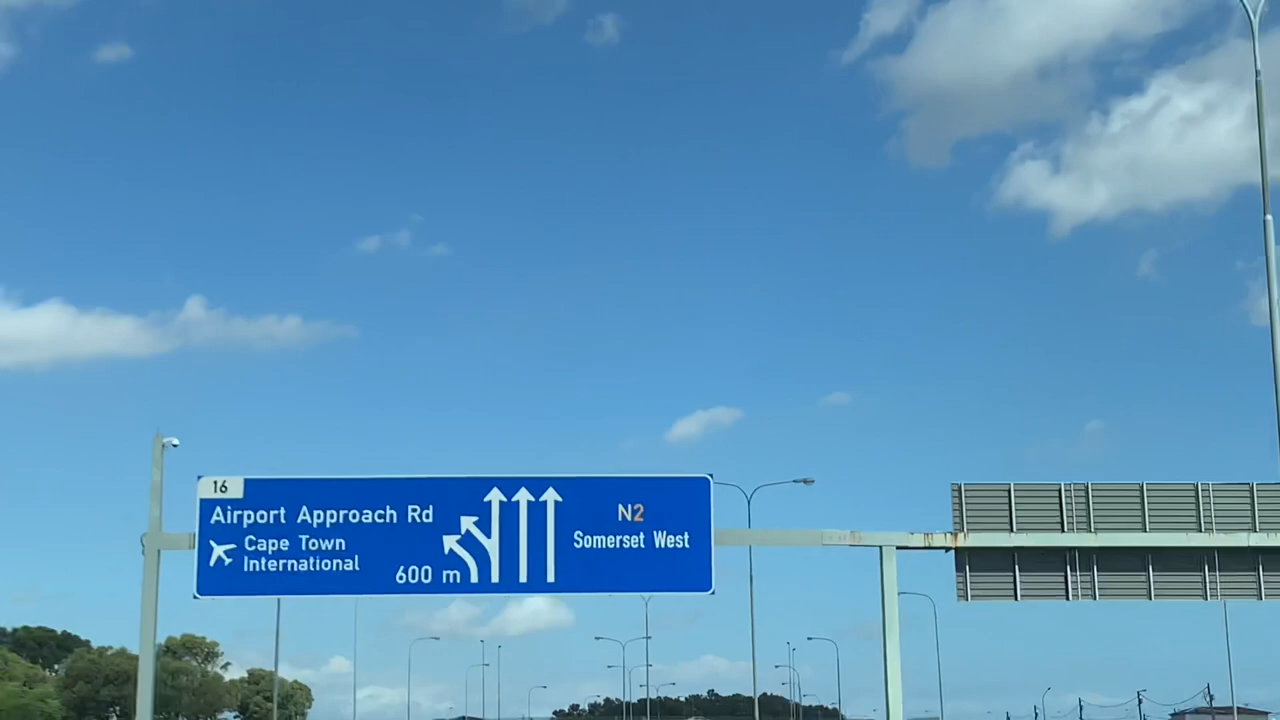 16
Airport Approach Rd
Cape Town
International
600 m
N2
Somerset West